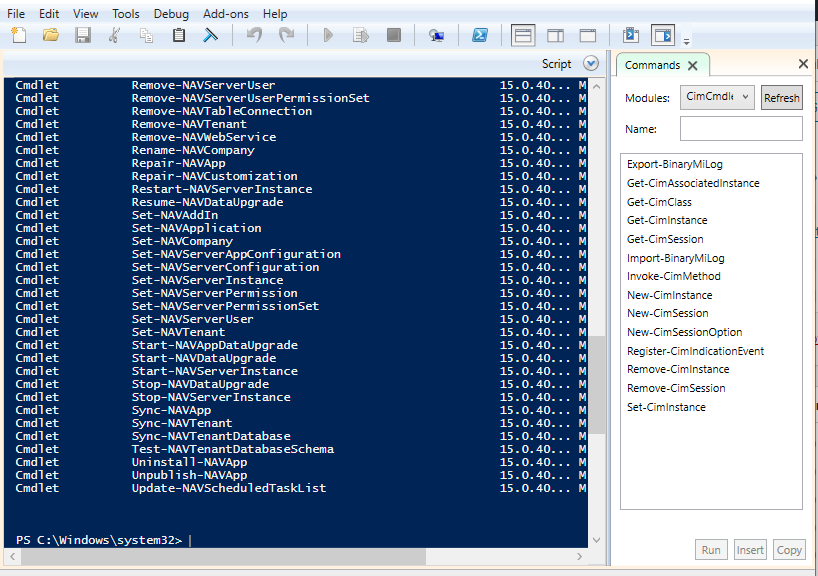 File Edit View Tools Debug Add-ons Help
Script
Cmdlet Remove-NAVServerUser 15.0.40... M
Cmdlet Remove-NAVServerUserPermissionSet 15.0.40... M
Cmdlet Remove-NAVTableConnection 15.0.40... M
Cmdlet Remove-NAVTenant 15.0.40... M
Cmdlet Remove-NAVWebService 15.0.40... M
Cmdlet Rename-NAVCompany 15.0.40... M
Cmdlet Repair-NAVApp 15.0.40... M
Cmdlet Repair-NAVCustomization 15.0.40... M
Cmdlet Restart-NAVServerInstance 15.0.40... M
Cmdlet Resume-NAVDataUpgrade 15.0.40... M
Cmdlet Set-NAVAddIn 15.0.40... M
Cmdlet Set-NAVApplication 15.0.40... M
Cmdlet Set-NAVCompany 15.0.40... M
Cmdlet Set-NAVServerAppConfiguration 15.0.40... M
Cmdlet Set-NAVServerConfiguration 15.0.40... M
Cmdlet Set-NAVServerInstance 15.0.40... M
Cmdlet Set-NAVServerPermission 15.0.40... M
Cmdlet Set-NAVServerPermissionSet 15.0.40... M
Cmdlet Set-NAVServerUser 15.0.40... M
Cmdlet Set-NAVTenant 15.0.40... M
Cmdlet Start-NAVAppDataUpgrade 15.0.40... M
Cmdlet Start-NAVDataUpgrade 15.0.40... M
Cmdlet Start-NAVServerInstance 15.0.40... M
Cmdlet Stop-NAVDataUpgrade 15.0.40... M
Cmdlet Stop-NAVServerInstance 15.0.40... M
Cmdlet Sync-NAVApp 15.0.40... M
Cmdlet Sync-NAVTenant 15.0.40... M
Cmdlet Sync-NAVTenantDatabase 15.0.40... M
Cmdlet Test-NAVTenantDatabaseSchema 15.0.40... M
Cmdlet Uninstall-NAVApp 15.0.40... M
Cmdlet Unpublish-NAVApp 15.0.40... M
Cmdlet Update-NAVScheduledTaskList 15.0.40... M
PS C:\Windows\system32>
Commands
Modules: CimCmdle Refresh
Name:
Export-BinaryMiLog
Get-CimAssociatedInstance
Get-CimClass
Get-CimInstance
Get-CimSession
Import-BinaryMiLog
Invoke-CimMethod
New-CimInstance
New-CimSession
New-CimSessionOption
Register-CimIndicationEvent
Remove-CimInstance
Remove-CimSession
Set-CimInstance
Run Insert Copy